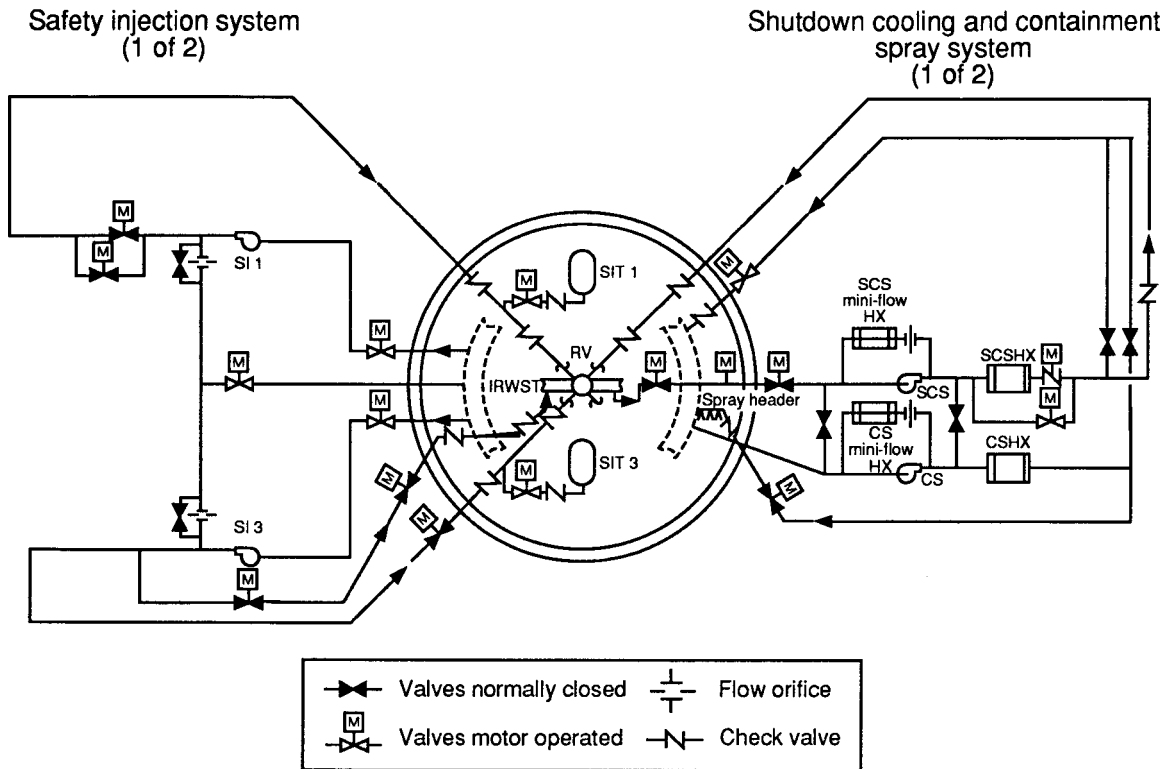 Safety injection system
(1 of 2)
Shutdown cooling and containment
spray system
(1 of 2)
M
M
SI 1
M
M
M
SI 3
M
M
M
M
SIT 1
RV
IRWST
M
SIT 3
M
M
M
M
Spray header
M
SCS
mini-flow
HX
SCS
CS
mini-flow
HX
CS
SCSHX
M
M
CSHX
Valves normally closed
Flow orifice
M
Valves motor operated
Check valve